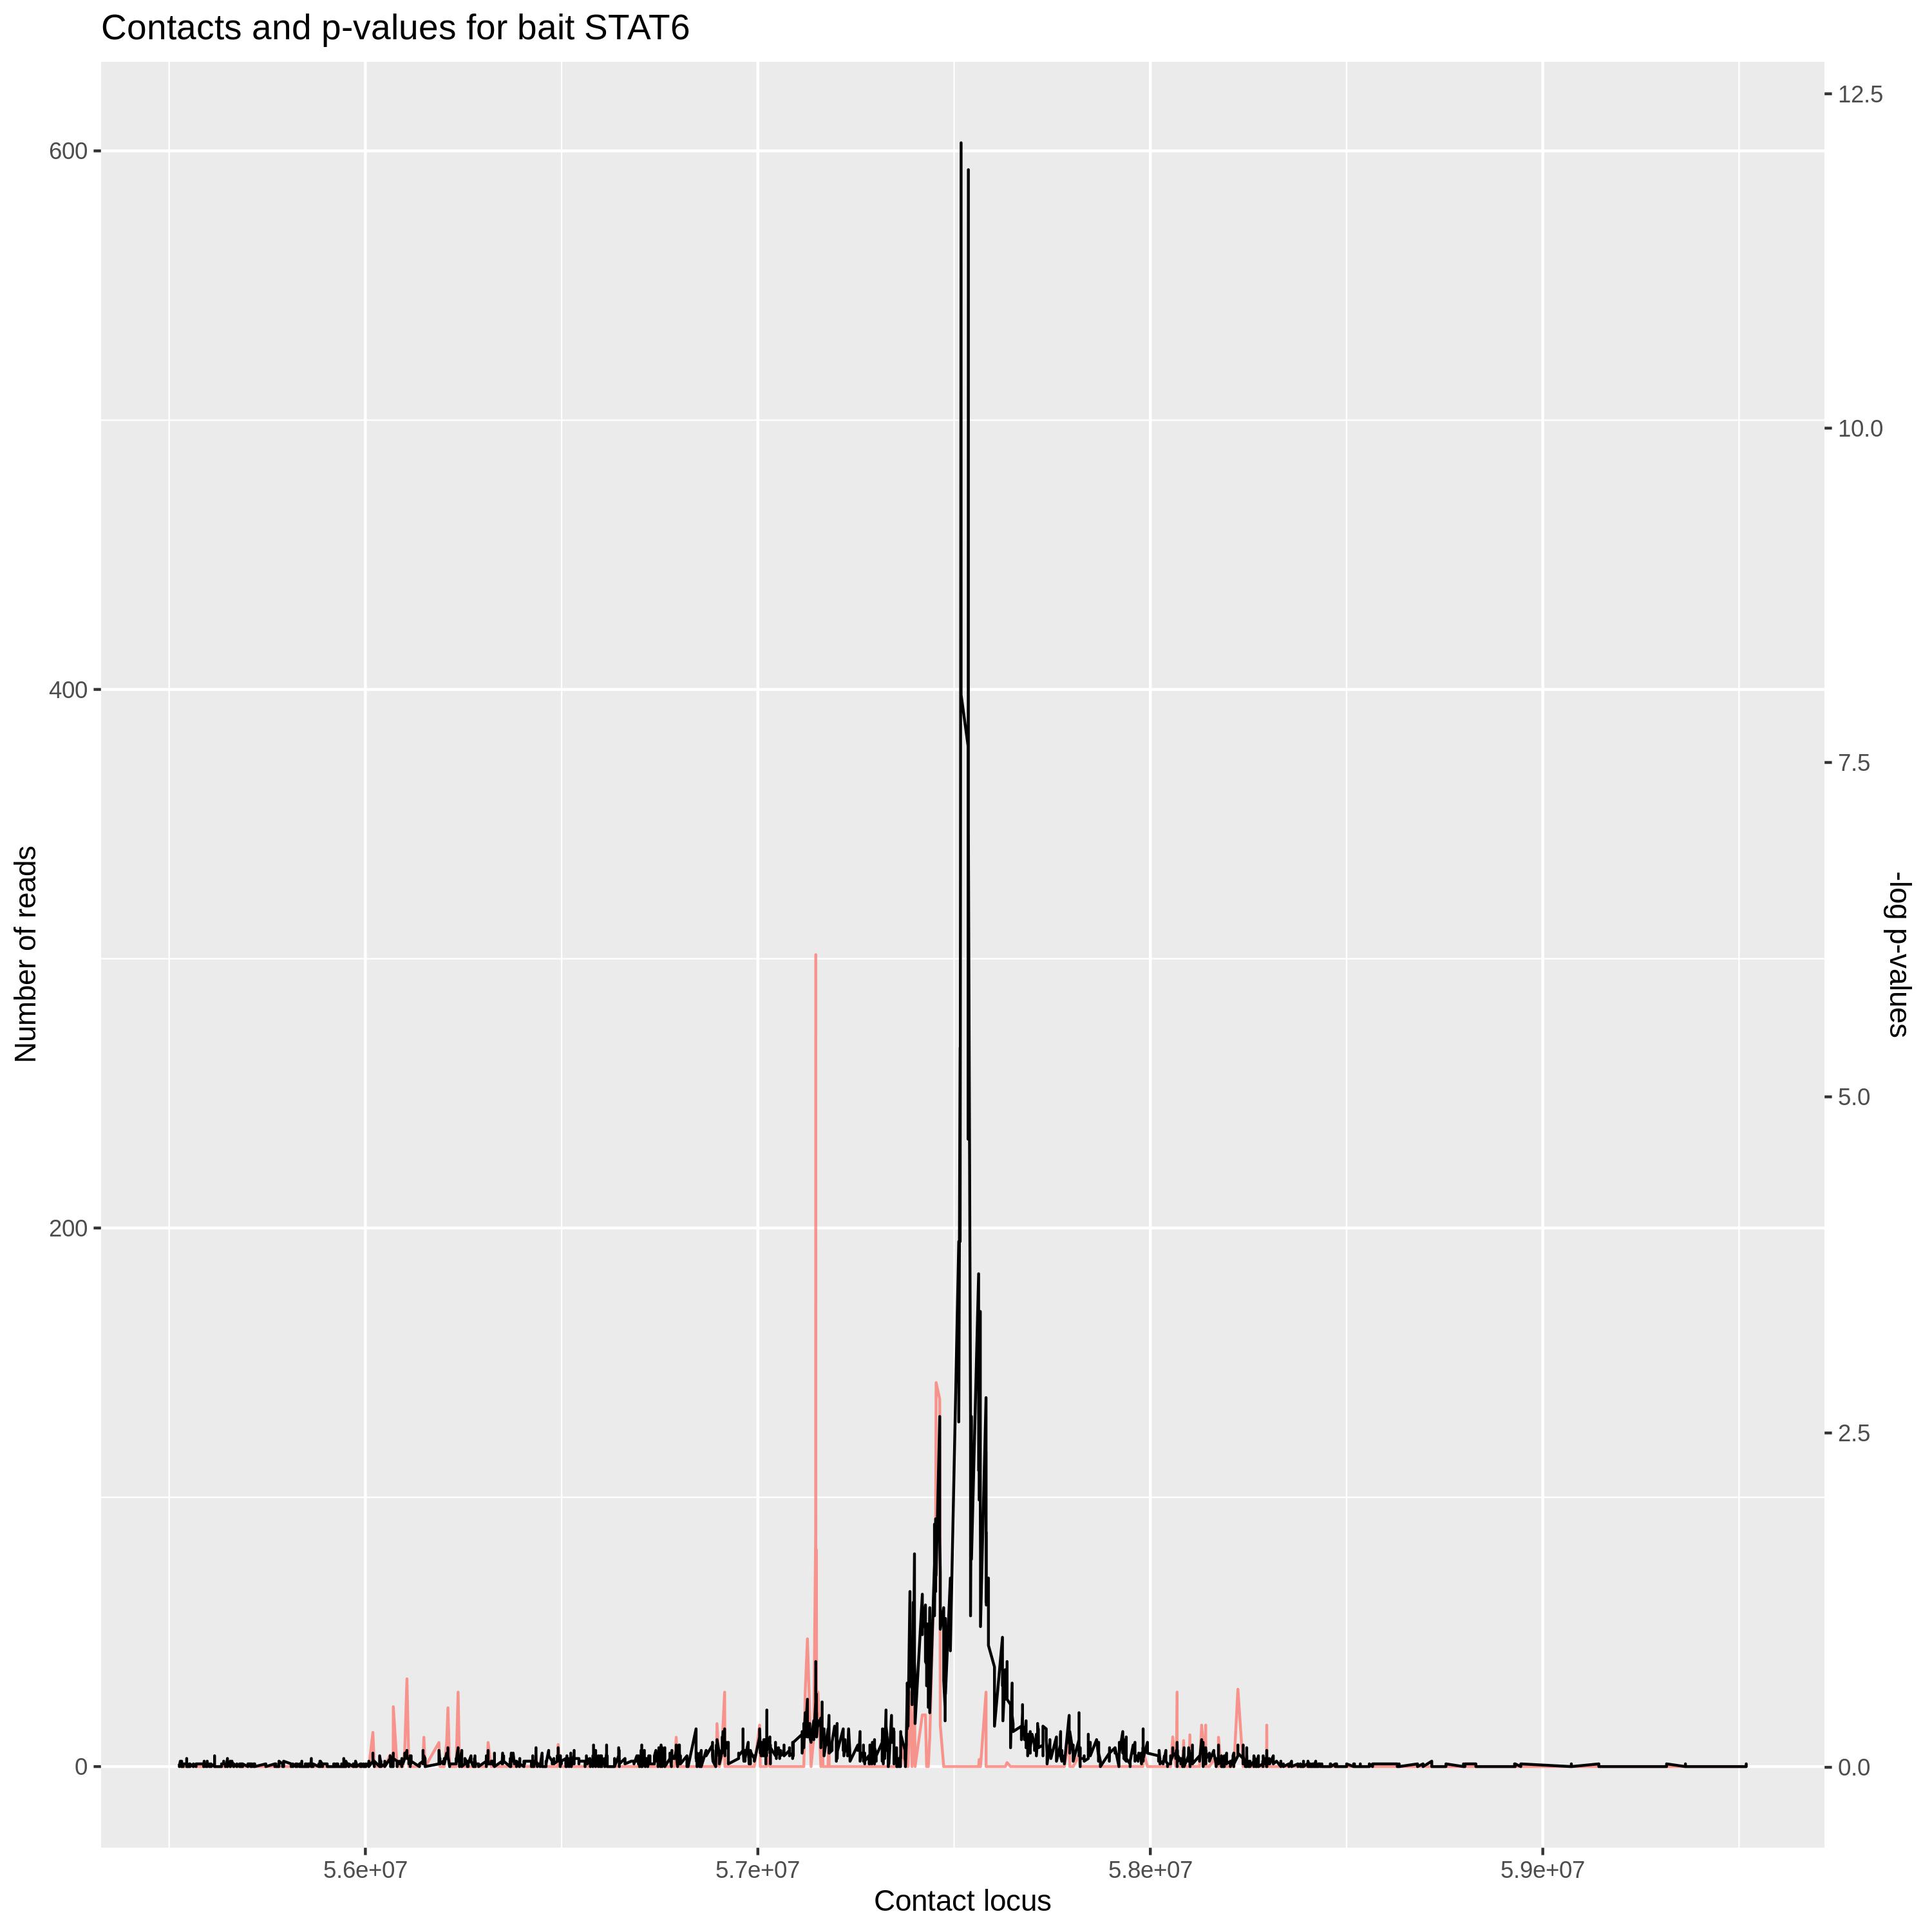 Contacts and p-values for bait STAT6
600
400
200
0
Number of reads
12.5
10.0
7.5
5.0
2.5
0.0
-log p-values
5.6e+07
5.7e+07
5.8e+07
5.9e+07
Contact locus